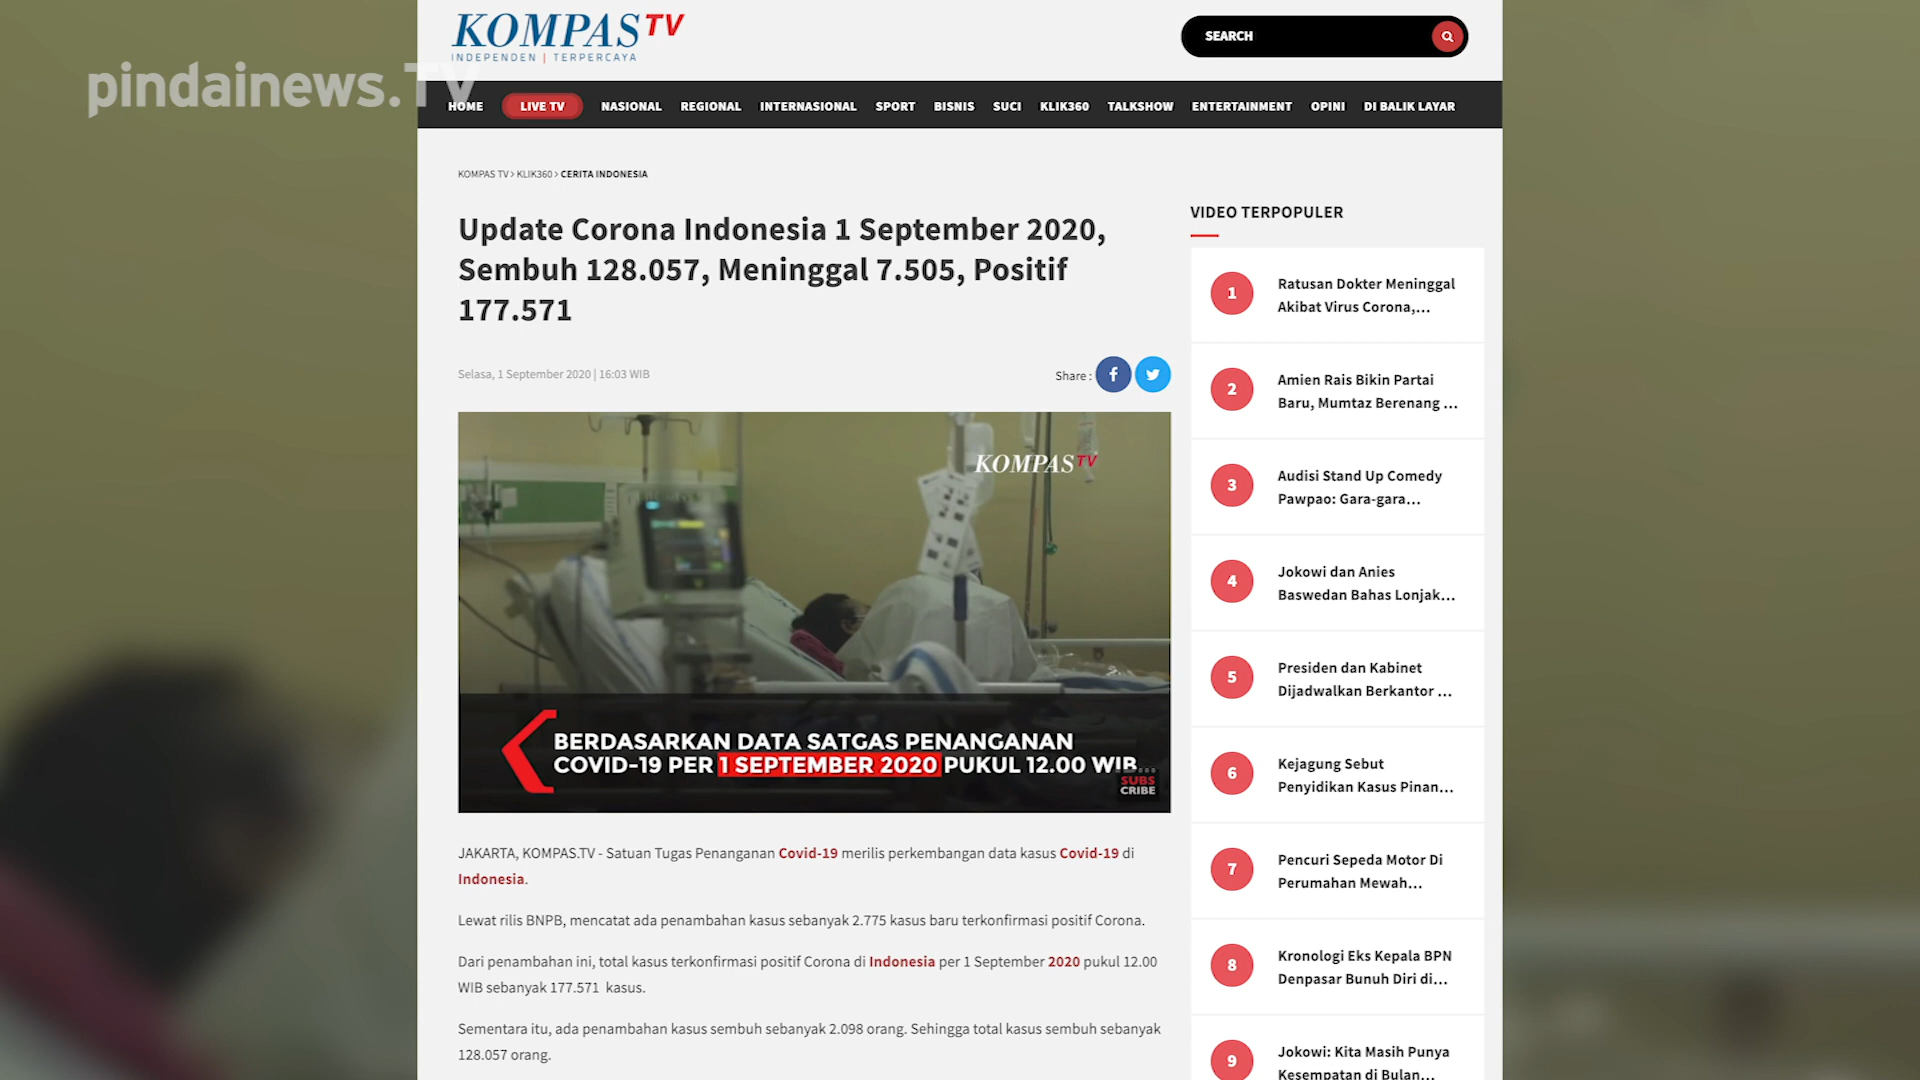 KOMPASTV
INDEPENDEN | TERPERCAYA
SEARCH
pindainews.TV
HOME LIVE TV NASIONAL REGIONAL INTERNASIONAL SPORT BISNIS SUCI KLIK360 TALKSHOW ENTERTAINMENT OPINI DI BALIK LAYAR
KOMPAS TV > KLIK360 > CERITA INDONESIA
Update Corona Indonesia 1 September 2020,
Sembuh 128.057, Meninggal 7.505, Positif
177.571
Selasa, 1 September 2020 | 16:03 WIB
Share :
KOMPASTV
BERDASARKAN DATA SATGAS PENANGANAN
COVID-19 PER 1 SEPTEMBER 2020 PUKUL 12.00 WIB...
SUBS
CRIBE
JAKARTA, KOMPAS.TV - Satuan Tugas Penanganan Covid-19 merilis perkembangan data kasus Covid-19 di
Indonesia.
Lewat rilis BNPB, mencatat ada penambahan kasus sebanyak 2.775 kasus baru terkonfirmasi positif Corona.
Dari penambahan ini, total kasus terkonfirmasi positif Corona di Indonesia per 1 September 2020 pukul 12.00
WIB sebanyak 177.571 kasus.
Sementara itu, ada penambahan kasus sembuh sebanyak 2.098 orang. Sehingga total kasus sembuh sebanyak
128.057 orang.
VIDEO TERPOPULER
1
Ratusan Dokter Meninggal
Akibat Virus Corona,...
2
Amien Rais Bikin Partai
Baru, Mumtaz Berenang ...
3
Audisi Stand Up Comedy
Pawpao: Gara-gara...
4
Jokowi dan Anies
Baswedan Bahas Lonjak...
5
Presiden dan Kabinet
Dijadwalkan Berkantor ...
6
Kejagung Sebut
Penyidikan Kasus Pinan...
7
Pencuri Sepeda Motor Di
Perumahan Mewah...
8
Kronologi Eks Kepala BPN
Denpasar Bunuh Diri di...
9
Jokowi: Kita Masih Punya
Kesempatan di Bulan...